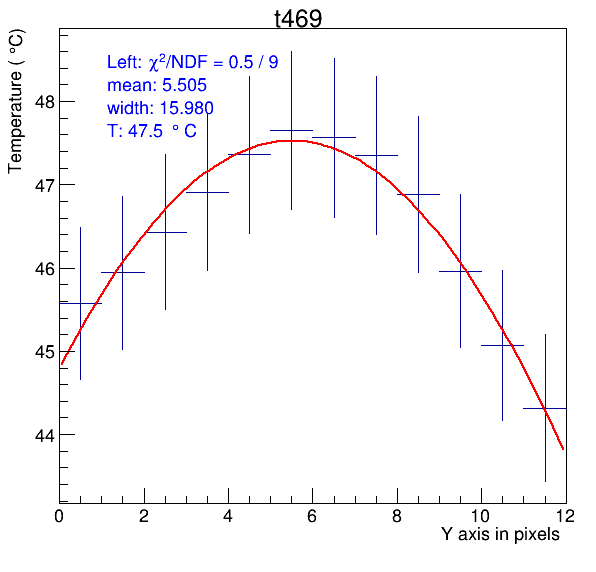 t469
Temperature ( °C)
Left: χ²/NDF = 0.5 / 9
mean: 5.505
width: 15.980
T: 47.5 ° C
48
47
46
45
44
0 2 4 6 8 10 12
Y axis in pixels